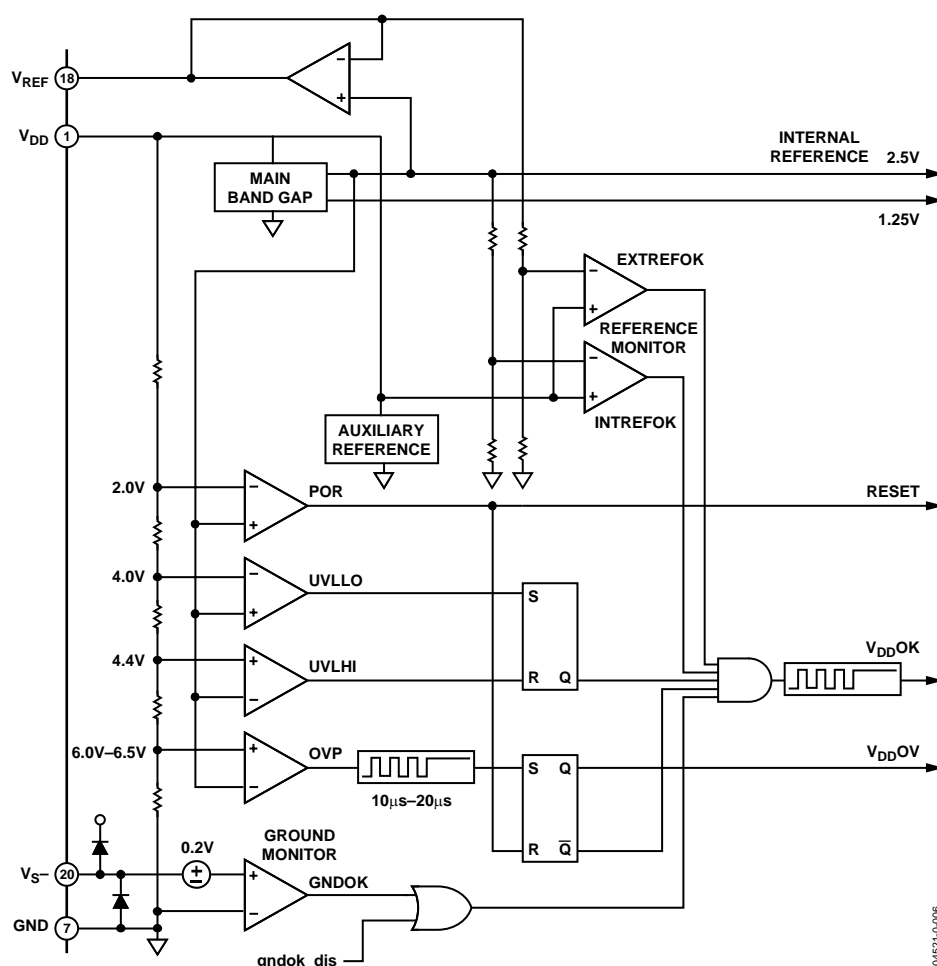 VREF 18
−
+
VDD 1
INTERNAL
REFERENCE 2.5V
MAIN
BAND GAP
1.25V
EXTREFOK
−
+
REFERENCE
MONITOR
−
+
INTREFOK
AUXILIARY
REFERENCE
2.0V
−
+
POR
RESET
4.0V
−
+
UVLLO
S
4.4V
+
−
UVLHI
R Q
VDDOK
6.0V–6.5V
+
−
OVP
10µs–20µs
S Q
VDDOV
R Q̅
GROUND
MONITOR
0.2V
VS– 20
±
+
−
GNDOK
GND 7
gndok_dis
04521-0-006